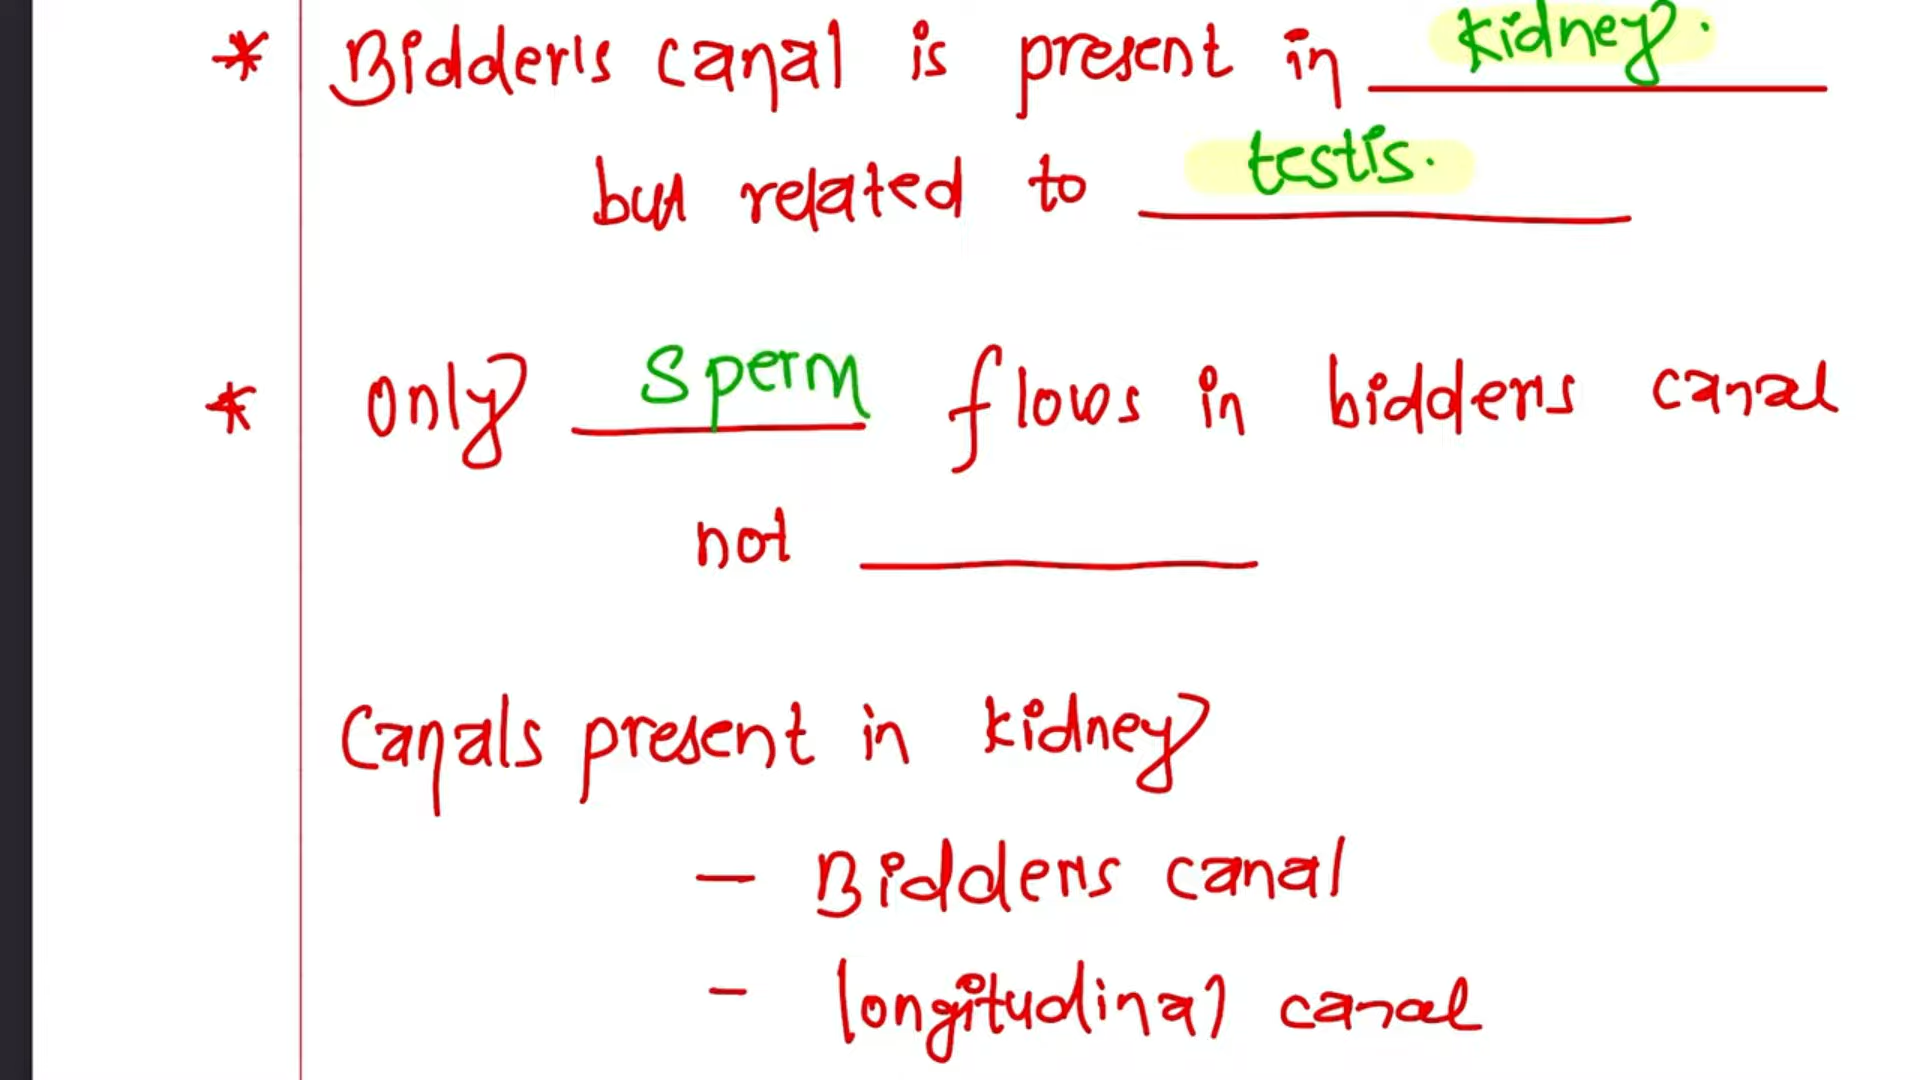 * Bidder's canal is present in kidney.
but related to testis.
* Only sperm flows in bidders canal
not
Canals present in kidney
- Bidders canal
- longitudinal canal